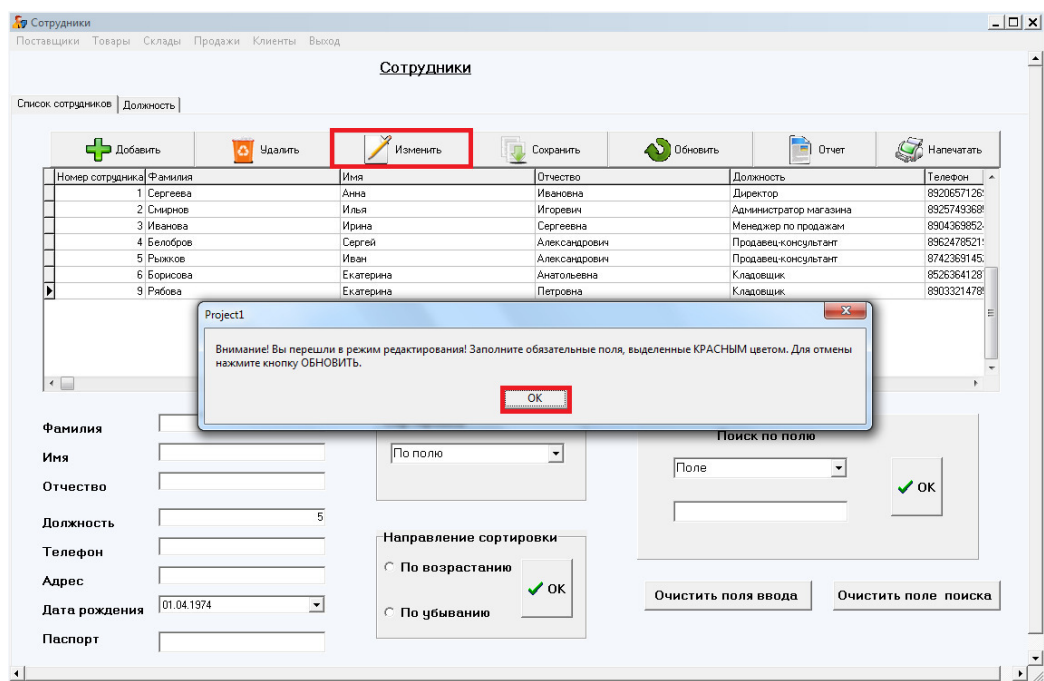 Сотрудники
Поставщики Товары Склады Продажи Клиенты Выход
Сотрудники
Список сотрудников Должность
Добавить Удалить Изменить Сохранить Обновить Отчет Напечатать
Номер сотрудника Фамилия Имя Отчество Должность Телефон
1 Сергеева Анна Ивановна Директор
2 Смирнов Илья Игоревич Администратор магазина
3 Иванова Ирина Сергеевна Менеджер по продажам
4 Белобров Сергей Александрович Продавец-консультант
5 Рыжков Иван Александрович Продавец-консультант
6 Борисова Екатерина Анатольевна Кладовщик
9 Рябова Екатерина Петровна Кладовщик
Project1
Внимание! Вы перешли в режим редактирования! Заполните обязательные поля, выделенные КРАСНЫМ цветом. Для отмены
нажмите кнопку ОБНОВИТЬ.
OK
Фамилия
Поиск по полю
Имя
По полю
Поле
Отчество
OK
Должность 5
Направление сортировки
Телефон
По возрастанию
Адрес
OK
Очистить поля ввода Очистить поле поиска
Дата рождения 01.04.1974
По убыванию
Паспорт